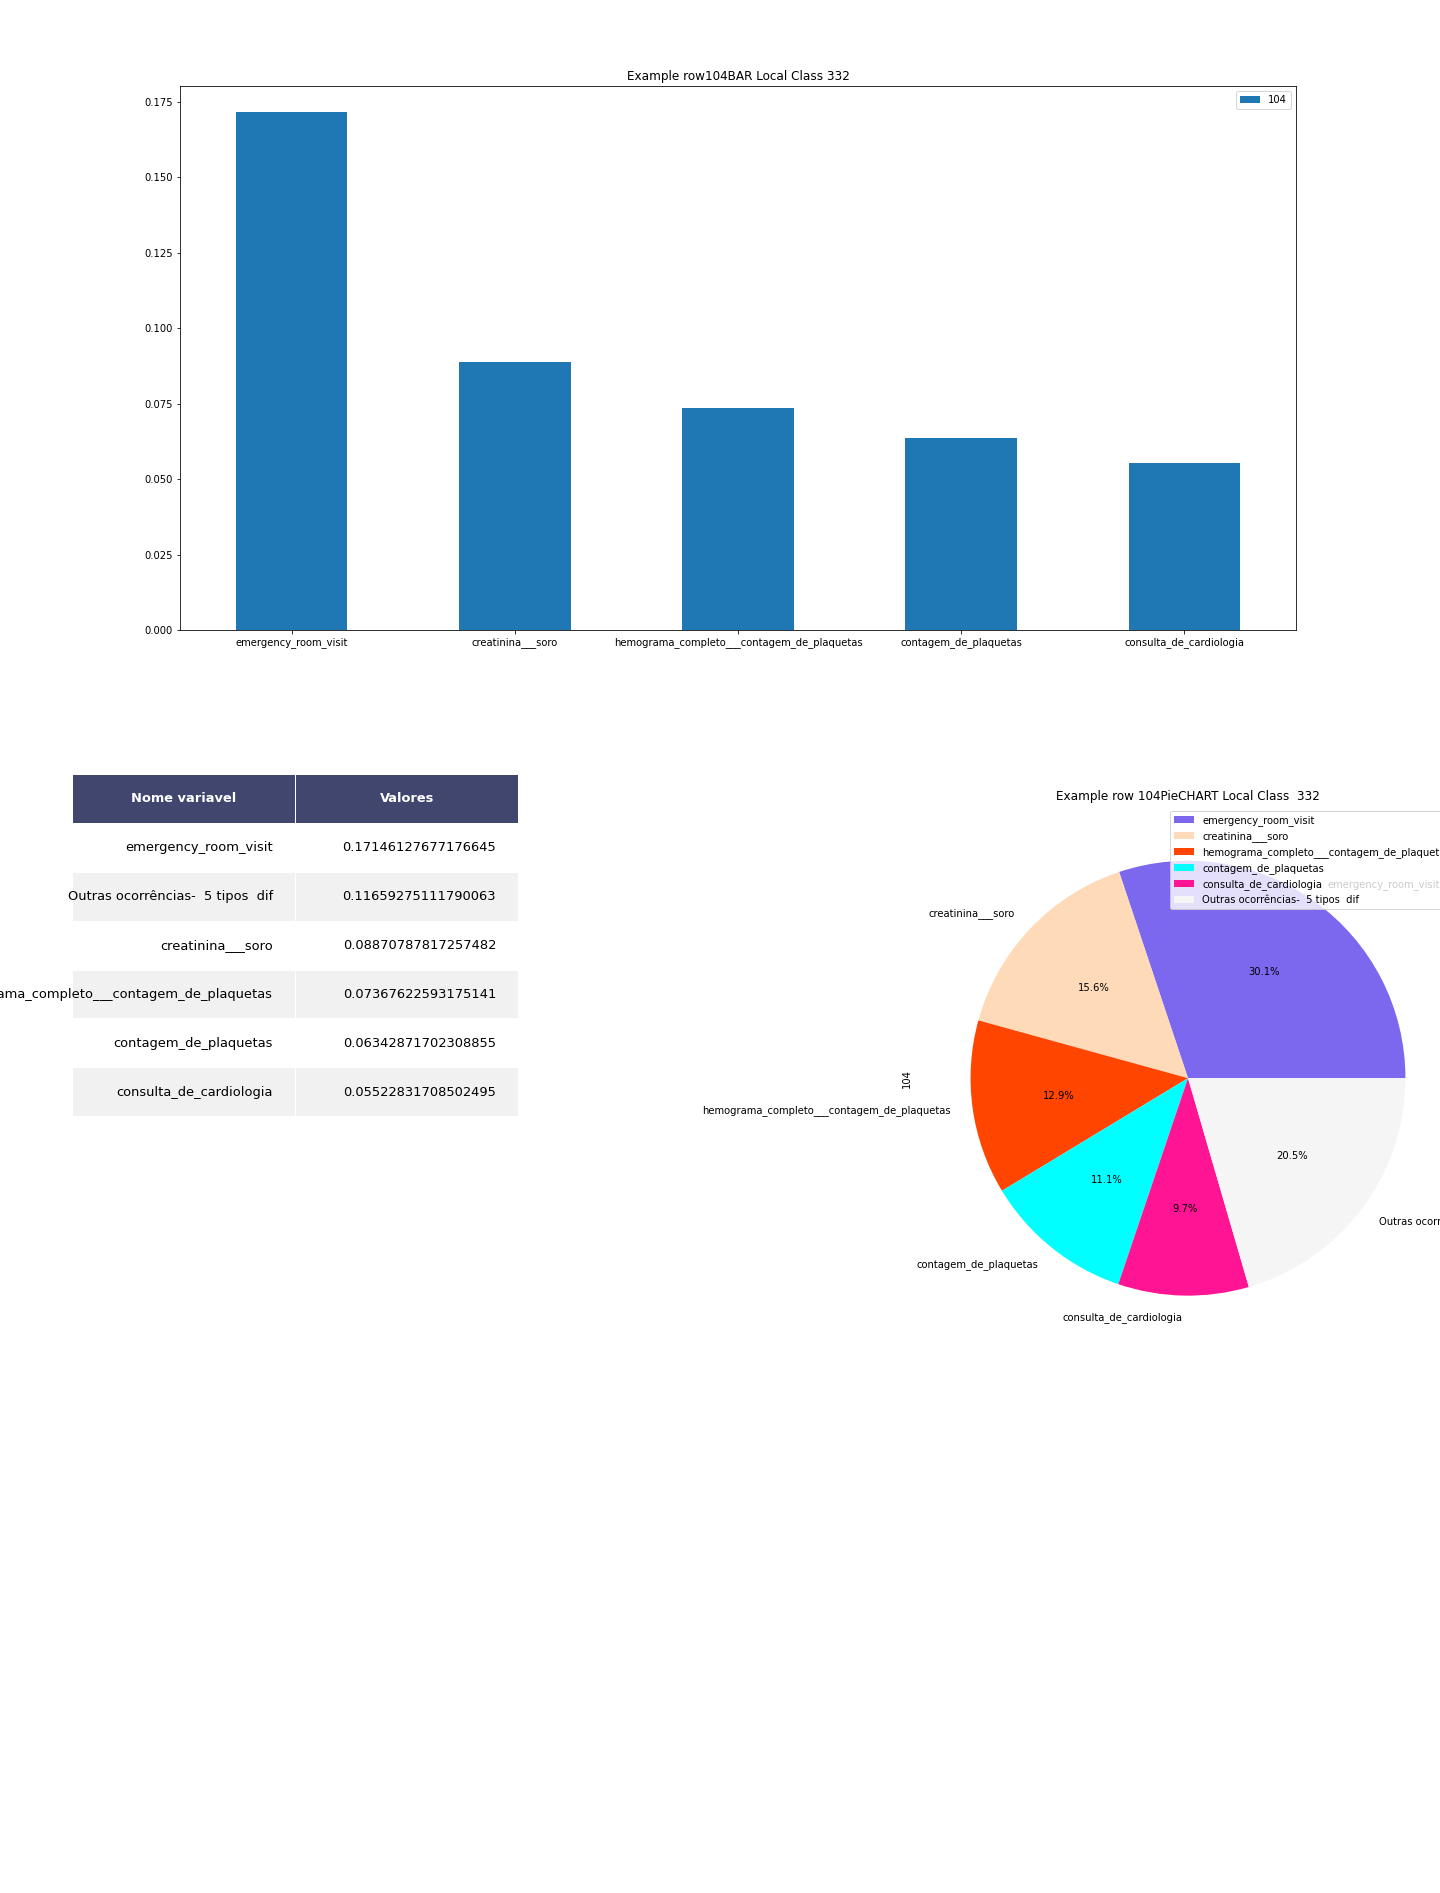 Example row104BAR Local Class 332
104
0.175
0.150
0.125
0.100
0.075
0.050
0.025
0.000
emergency_room_visit
creatinina___soro
hemograma_completo___contagem_de_plaquetas
contagem_de_plaquetas
consulta_de_cardiologia
Nome variavel Valores
emergency_room_visit 0.17146127677176645
Outras ocorrências-  5 tipos  dif 0.11659275111790063
creatinina___soro 0.08870787817257482
ama_completo___contagem_de_plaquetas 0.07367622593175141
contagem_de_plaquetas 0.06342871702308855
consulta_de_cardiologia 0.05522831708502495
Example row 104PieCHART Local Class  332
emergency_room_visit
creatinina___soro
hemograma_completo___contagem_de_plaquet
contagem_de_plaquetas
consulta_de_cardiologia
emergency_room_visit
Outras ocorrências-  5 tipos  dif
creatinina___soro
30.1%
15.6%
104
12.9%
hemograma_completo___contagem_de_plaquetas
20.5%
11.1%
9.7%
Outras ocorr
contagem_de_plaquetas
consulta_de_cardiologia